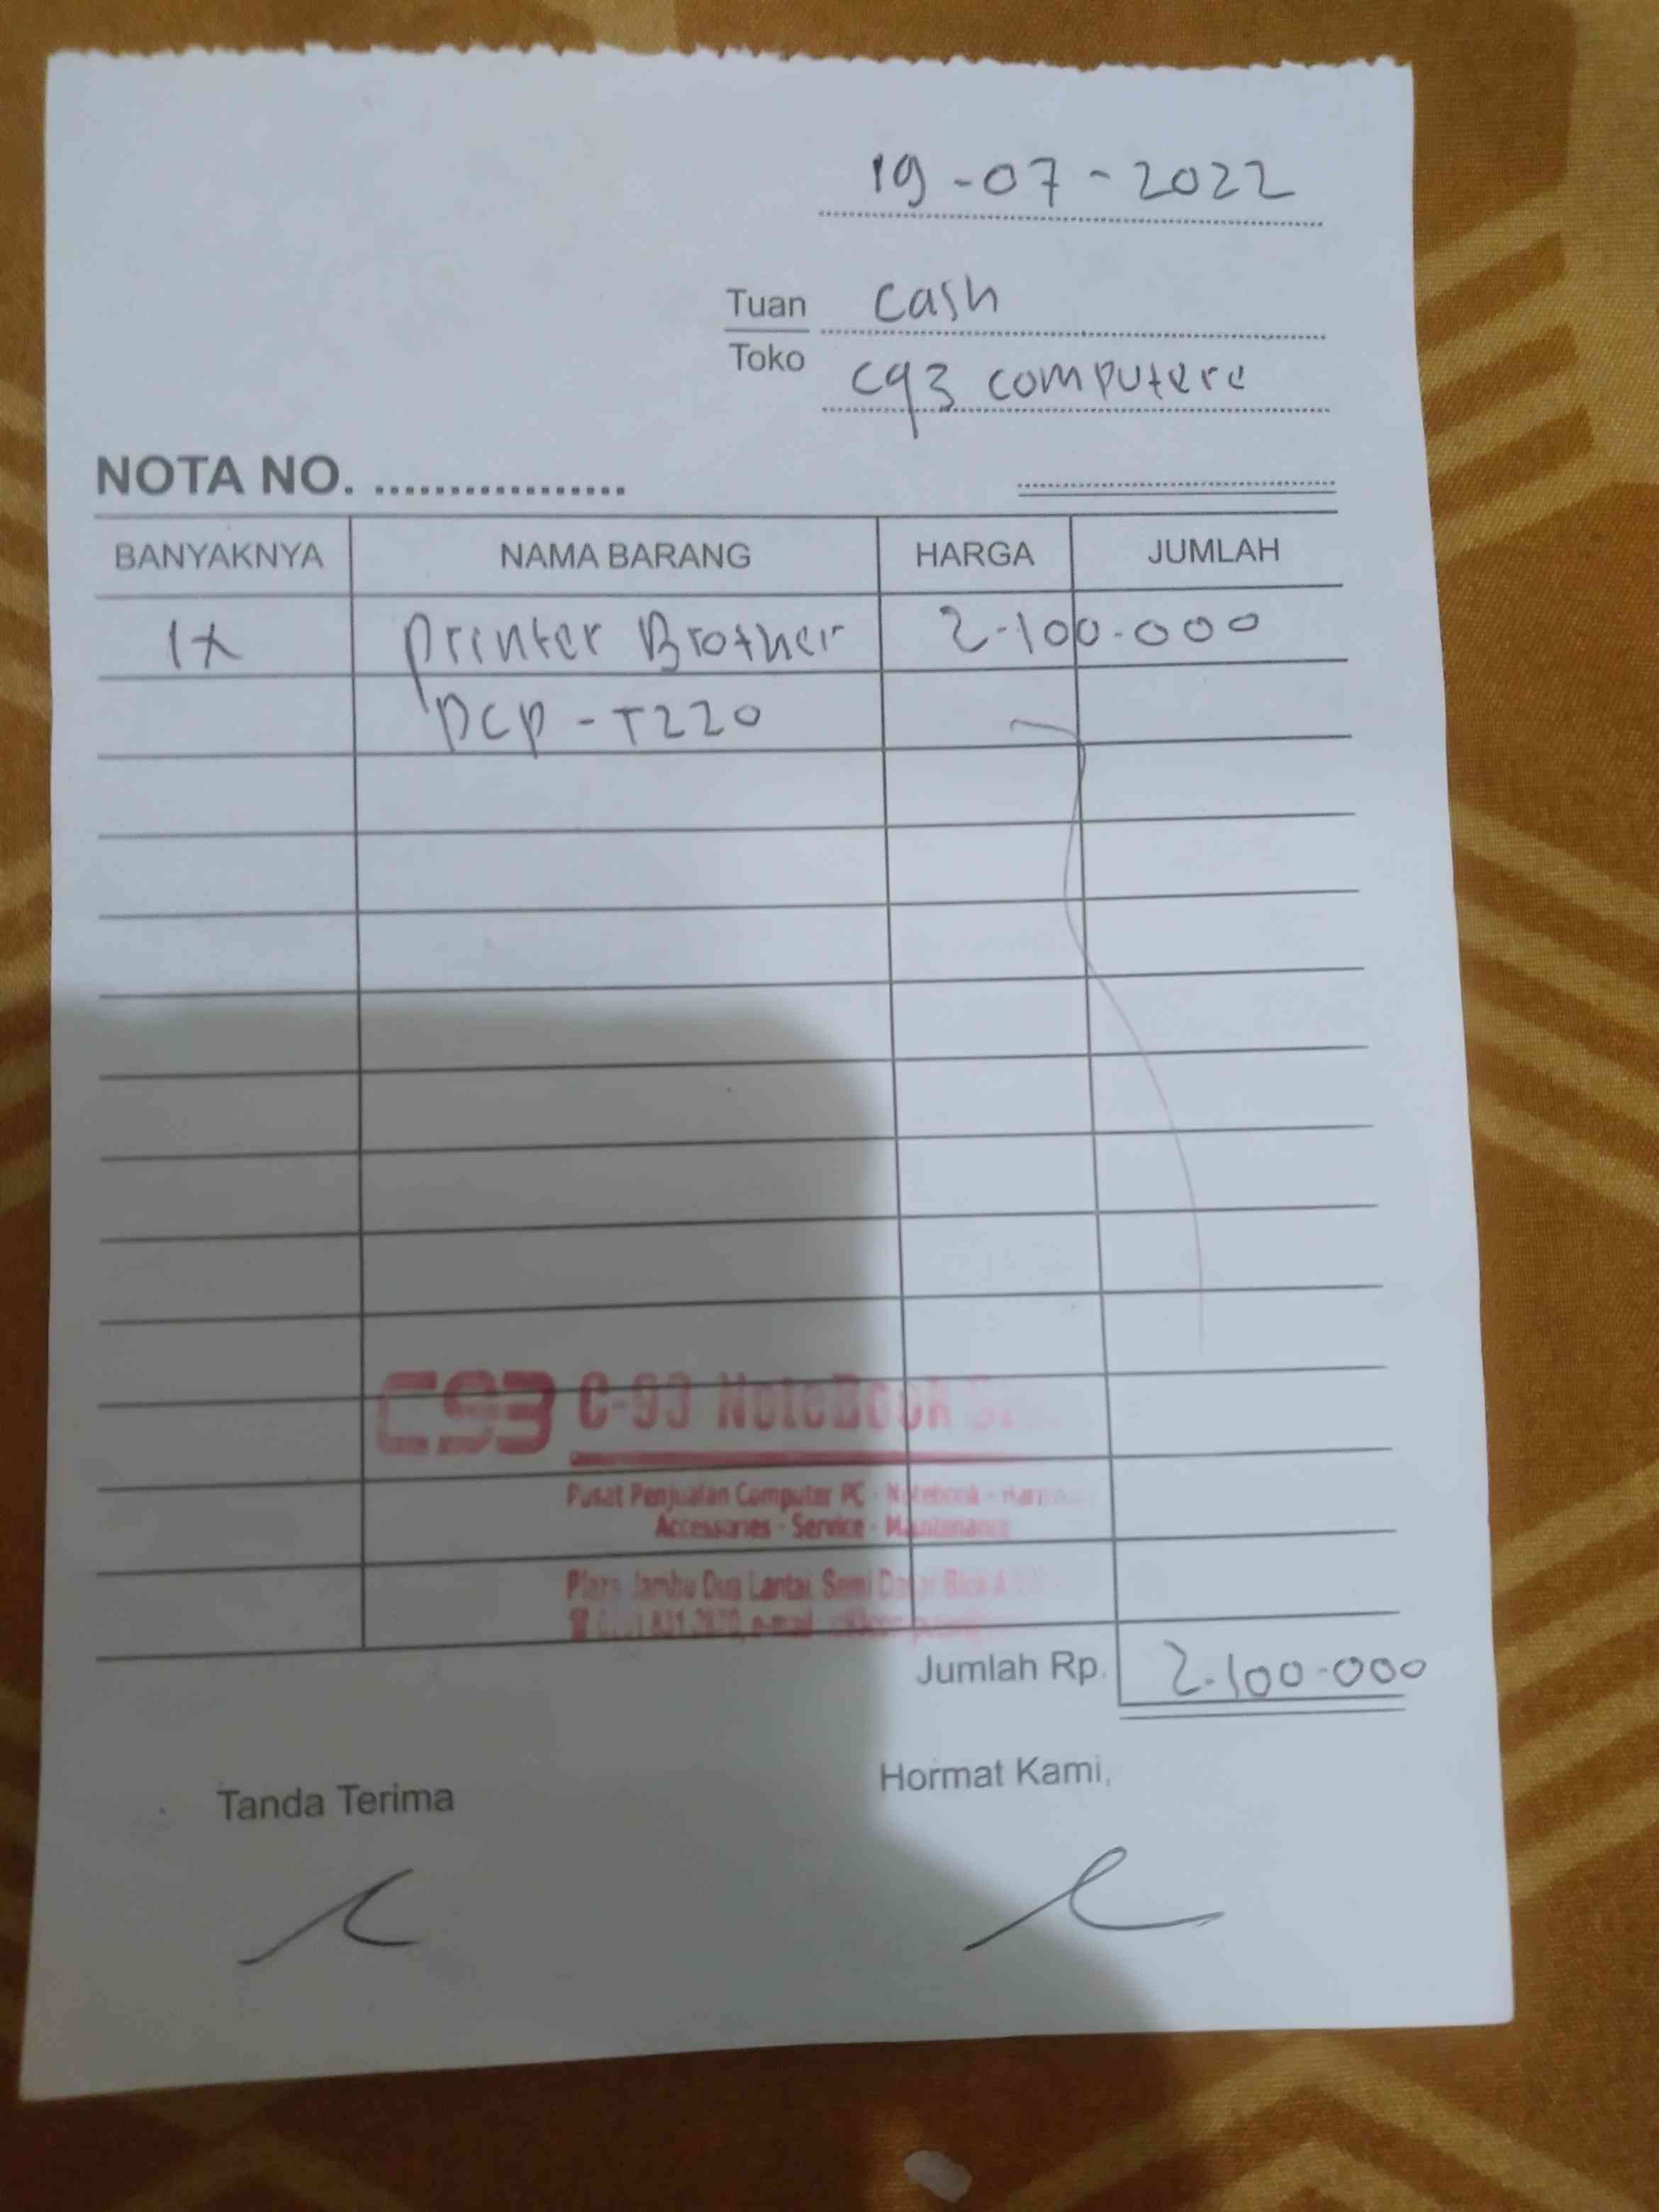 19-07-2022
Tuan cash
Toko c93 computere
NOTA NO. .................
BANYAKNYA NAMA BARANG HARGA JUMLAH
1x Printer Brother 2.100.000
DCP-T220
C93 C-93 NoteBook
Pusat Penjualan Computer PC - Notebook -
Accessories - Service - Maintenance
Plaza Jambu Dua Lantai Semi Dasar Blok A
Jumlah Rp. 2.100.000
Tanda Terima Hormat Kami,